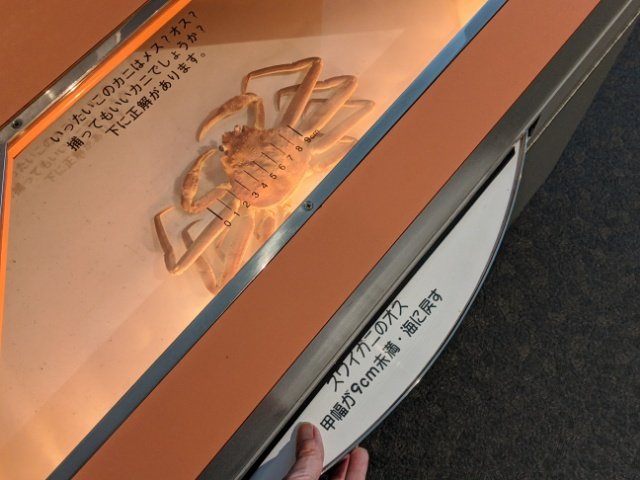 いったいこのカニはメス？オス？
捕ってもいいカニでしょうか？
下に正解があります。
0 1 2 3 4 5 6 7 8 9cm
ズワイガニのオス
甲幅が9cm未満・海に戻す